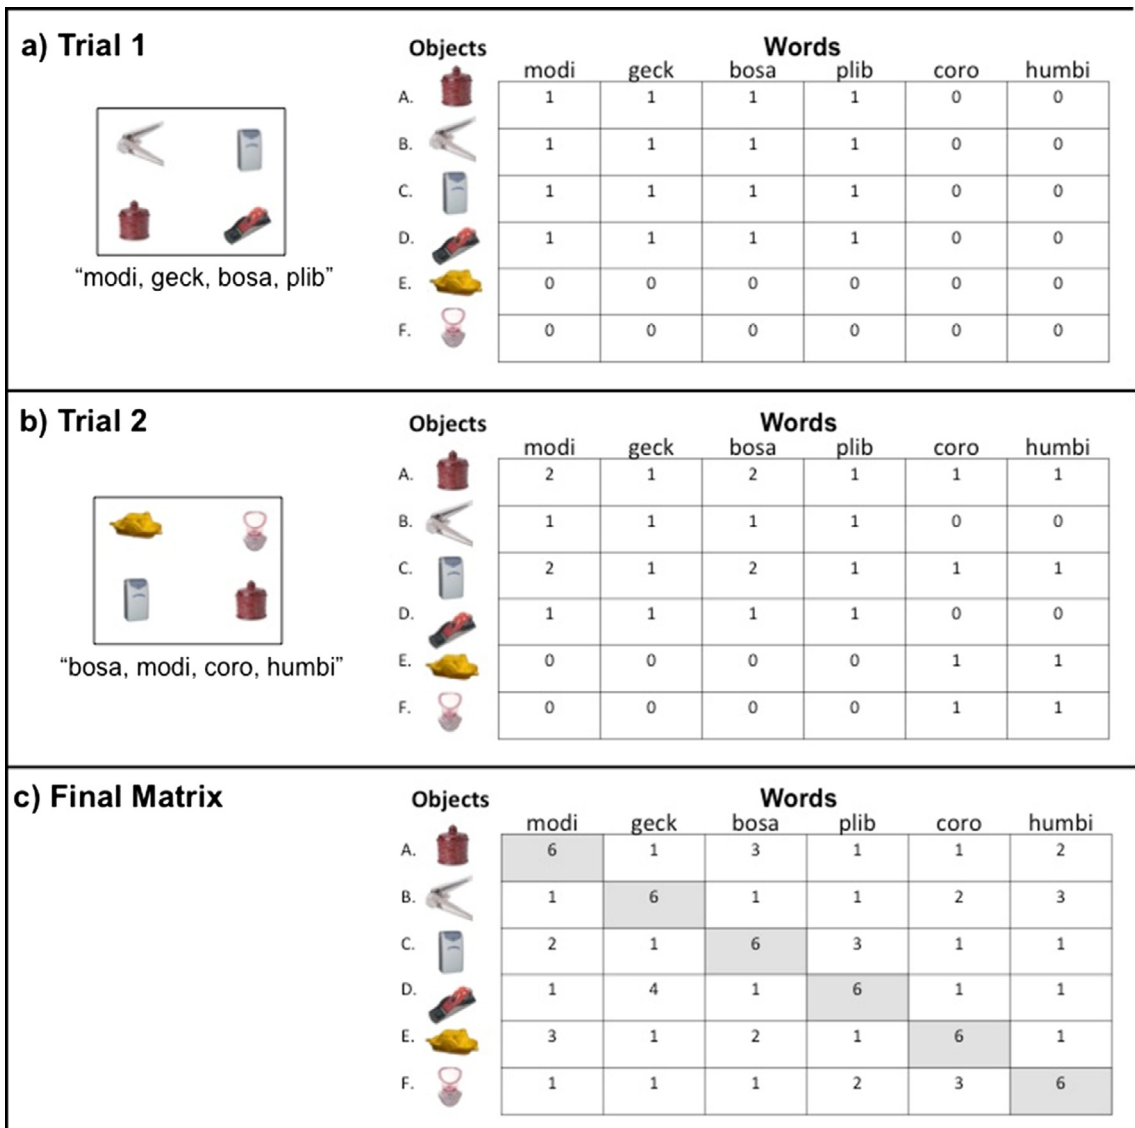 a) Trial 1
“modi, geck, bosa, plib”
Objects Words
modi geck bosa plib coro humbi
A. 1 1 1 1 0 0
B. 1 1 1 1 0 0
C. 1 1 1 1 0 0
D. 1 1 1 1 0 0
E. 0 0 0 0 0 0
F. 0 0 0 0 0 0
b) Trial 2
“bosa, modi, coro, humbi”
Objects Words
modi geck bosa plib coro humbi
A. 2 1 2 1 1 1
B. 1 1 1 1 0 0
C. 2 1 2 1 1 1
D. 1 1 1 1 0 0
E. 0 0 0 0 1 1
F. 0 0 0 0 1 1
c) Final Matrix
Objects Words
modi geck bosa plib coro humbi
A. 6 1 3 1 1 2
B. 1 6 1 1 2 3
C. 2 1 6 3 1 1
D. 1 4 1 6 1 1
E. 3 1 2 1 6 1
F. 1 1 1 2 3 6